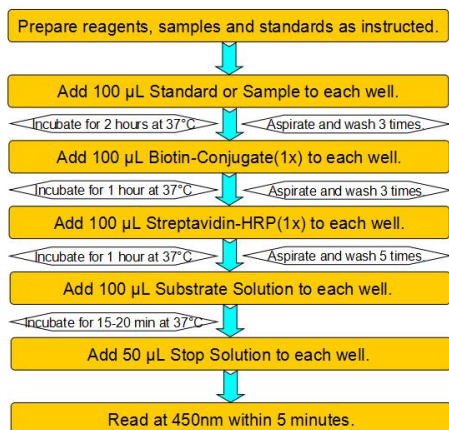 Prepare reagents, samples and standards as instructed.
Add 100 µL Standard or Sample to each well.
Incubate for 2 hours at 37°C
Aspirate and wash 3 times.
Add 100 µL Biotin-Conjugate(1x) to each well.
Incubate for 1 hour at 37°C
Aspirate and wash 3 times.
Add 100 µL Streptavidin-HRP(1x) to each well.
Incubate for 1 hour at 37°C
Aspirate and wash 5 times.
Add 100 µL Substrate Solution to each well.
Incubate for 15-20 min at 37°C
Add 50 µL Stop Solution to each well.
Read at 450nm within 5 minutes.